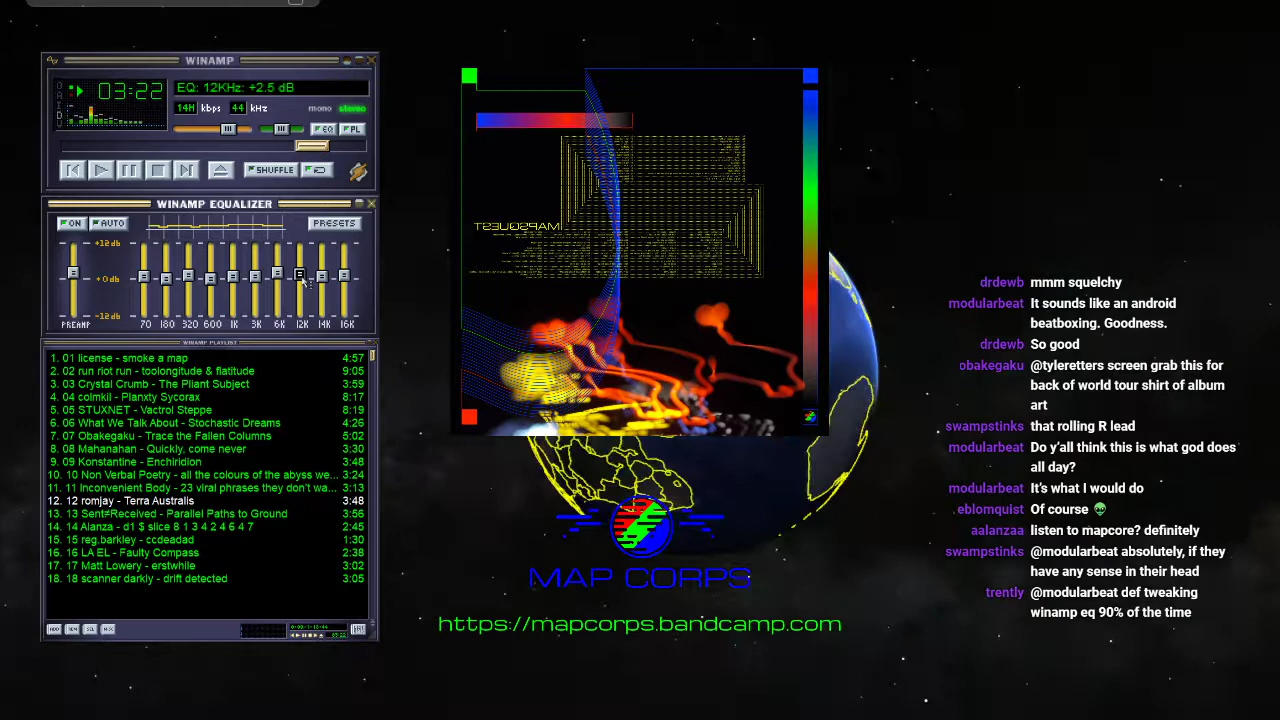 WINAMP
03:22
EQ: 12KHz: +2.5 dB
14H kbps 44 kHz mono stereo
EQ PL
SHUFFLE
WINAMP EQUALIZER
ON AUTO PRESETS
+12 db
+0 db
-12 db
PREAMP 70 180 320 600 1K 3K 6K 12K 14K 16K
WINAMP PLAYLIST
1. 01 license - smoke a map 4:57
2. 02 run riot run - toolongitude & flatitude 9:05
3. 03 Crystal Crumb - The Pliant Subject 3:59
4. 04 colmkil - Planxty Sycorax 8:17
5. 05 STUXNET - Vactrol Steppe 8:19
6. 06 What We Talk About - Stochastic Dreams 4:26
7. 07 Obakegaku - Trace the Fallen Columns 5:02
8. 08 Mahanahan - Quickly, come never 3:30
9. 09 Konstantine - Enchiridion 3:48
10. 10 Non Verbal Poetry - all the colours of the abyss we... 3:24
11. 11 Inconvenient Body - 23 viral phrases they don't wa... 3:13
12. 12 romjay - Terra Australis 3:48
13. 13 Sent≠Received - Parallel Paths to Ground 3:56
14. 14 Alanza - d1 $ slice 8 1 3 4 2 4 6 4 7 2:45
15. 15 reg.barkley - ccdeadad 1:30
16. 16 LA EL - Faulty Compass 2:38
17. 17 Matt Lowery - erstwhile 3:02
18. 18 scanner darkly - drift detected 3:05
ADD REM SEL MISC
MAPSQUEST
MAP CORPS
https://mapcorps.bandcamp.com
drdewb mmm squelchy
modularbeat It sounds like an android
beatboxing. Goodness.
drdewb So good
obakegaku @tyleretters screen grab this for
back of world tour shirt of album
art
swampstinks that rolling R lead
modularbeat Do y'all think this is what god does
all day?
modularbeat It's what I would do
eblomquist Of course 👽
aalanzaa listen to mapcore? definitely
swampstinks @modularbeat absolutely, if they
have any sense in their head
trently @modularbeat def tweaking
winamp eq 90% of the time